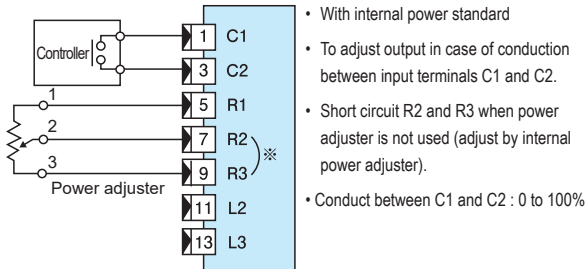 Controller
1 C1
3 C2
1
5 R1
2
7 R2
※
3
9 R3
Power adjuster
11 L2
13 L3
• With internal power standard
• To adjust output in case of conduction
between input terminals C1 and C2.
• Short circuit R2 and R3 when power
adjuster is not used (adjust by internal
power adjuster).
• Conduct between C1 and C2 : 0 to 100%